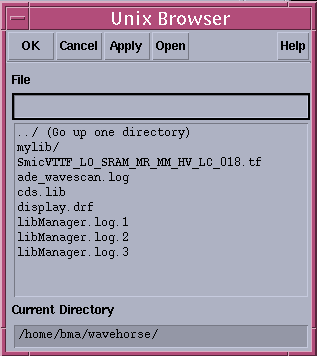 Unix Browser
OK Cancel Apply Open Help
File
../ (Go up one directory)
mylib/
SmicVTTF_LO_SRAM_MR_MM_HV_LC_018.tf
ade_wavescan.log
cds.lib
display.drf
libManager.log.1
libManager.log.2
libManager.log.3
Current Directory
/home/bma/wavehorse/